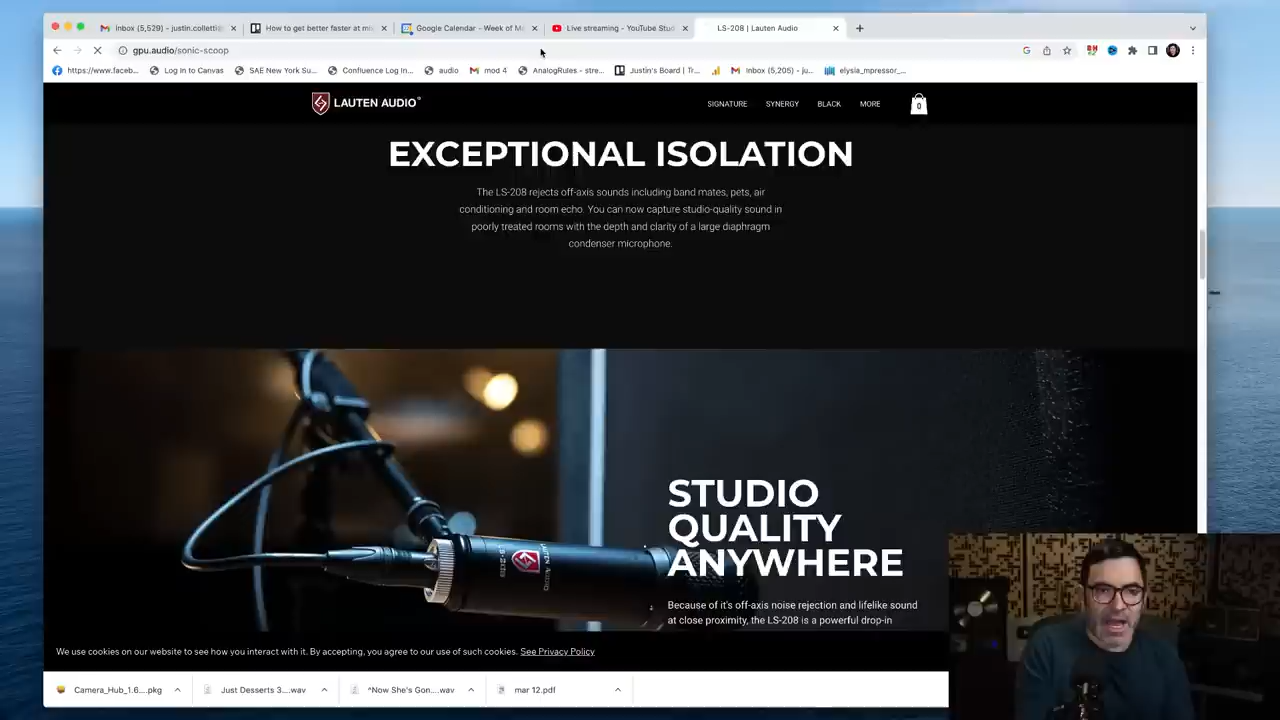 Inbox (5,529) - justin.colletti@
How to get better faster at mi
Google Calendar - Week of Ma
Live streaming - YouTube Stud
LS-208 | Lauten Audio
gpu.audio/sonic-scoop
https://www.faceb...
Log In to Canvas
SAE New York Su...
Confluence Log In...
audio
mod 4
AnalogRules - stre...
Justin's Board | Tr...
Inbox (5,205) - ju...
elysia_mpressor_...
LAUTEN AUDIO
SIGNATURE
SYNERGY
BLACK
MORE
0
EXCEPTIONAL ISOLATION
The LS-208 rejects off-axis sounds including band mates, pets, air
conditioning and room echo. You can now capture studio-quality sound in
poorly treated rooms with the depth and clarity of a large diaphragm
condenser microphone.
STUDIO
QUALITY
ANYWHERE
LS-208
LAUTEN AUDIO
Because of it's off-axis noise rejection and lifelike sound
at close proximity, the LS-208 is a powerful drop-in
We use cookies on our website to see how you interact with it. By accepting, you agree to our use of such cookies. See Privacy Policy
Camera_Hub_1.6....pkg
Just Desserts 3....wav
^Now She's Gon....wav
mar 12.pdf